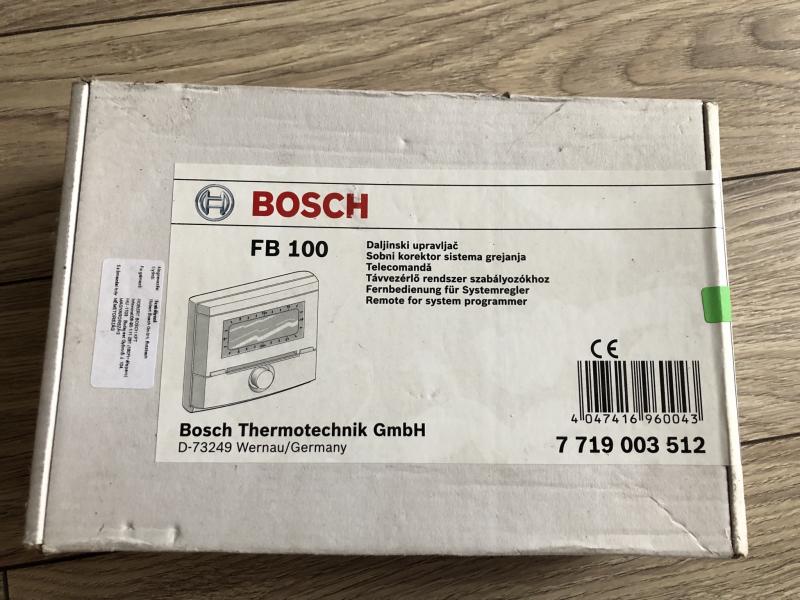 BOSCH
FB 100
Daljinski upravljač
Sobni korektor sistema grejanja
Telecomandă
Távvezérlő rendszer szabályozókhoz
Fernbedienung für Systemregler
Remote for system programmer
CE
4 047416 960043
Bosch Thermotechnik GmbH
D-73249 Wernau/Germany
7 719 003 512